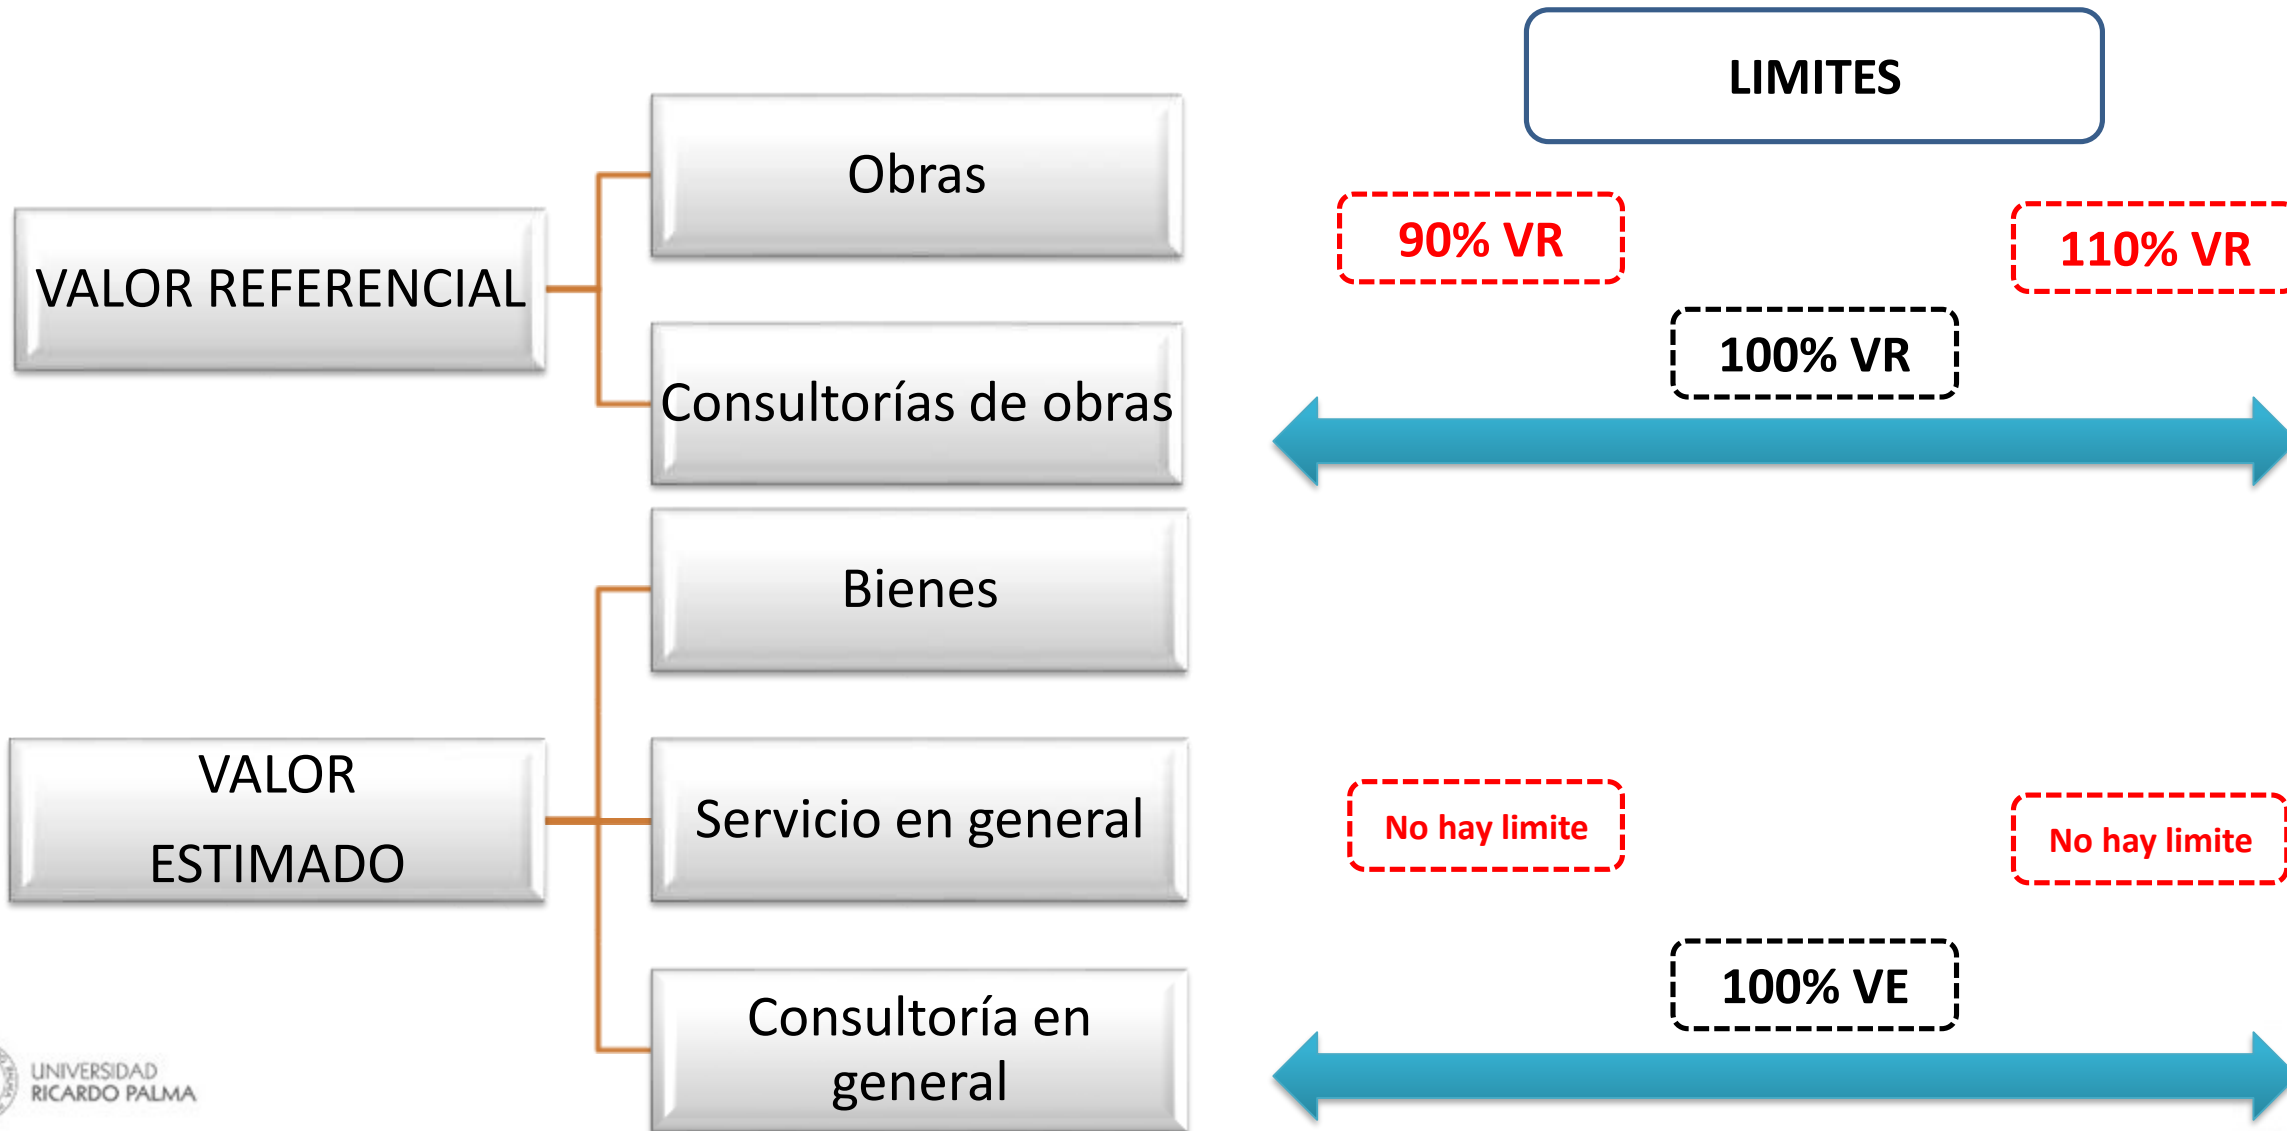 LIMITES
Obras
VALOR REFERENCIAL
Consultorías de obras
90% VR
110% VR
100% VR
Bienes
VALOR
ESTIMADO
Servicio en general
Consultoría en
general
No hay limite
No hay limite
100% VE
UNIVERSIDAD
RICARDO PALMA